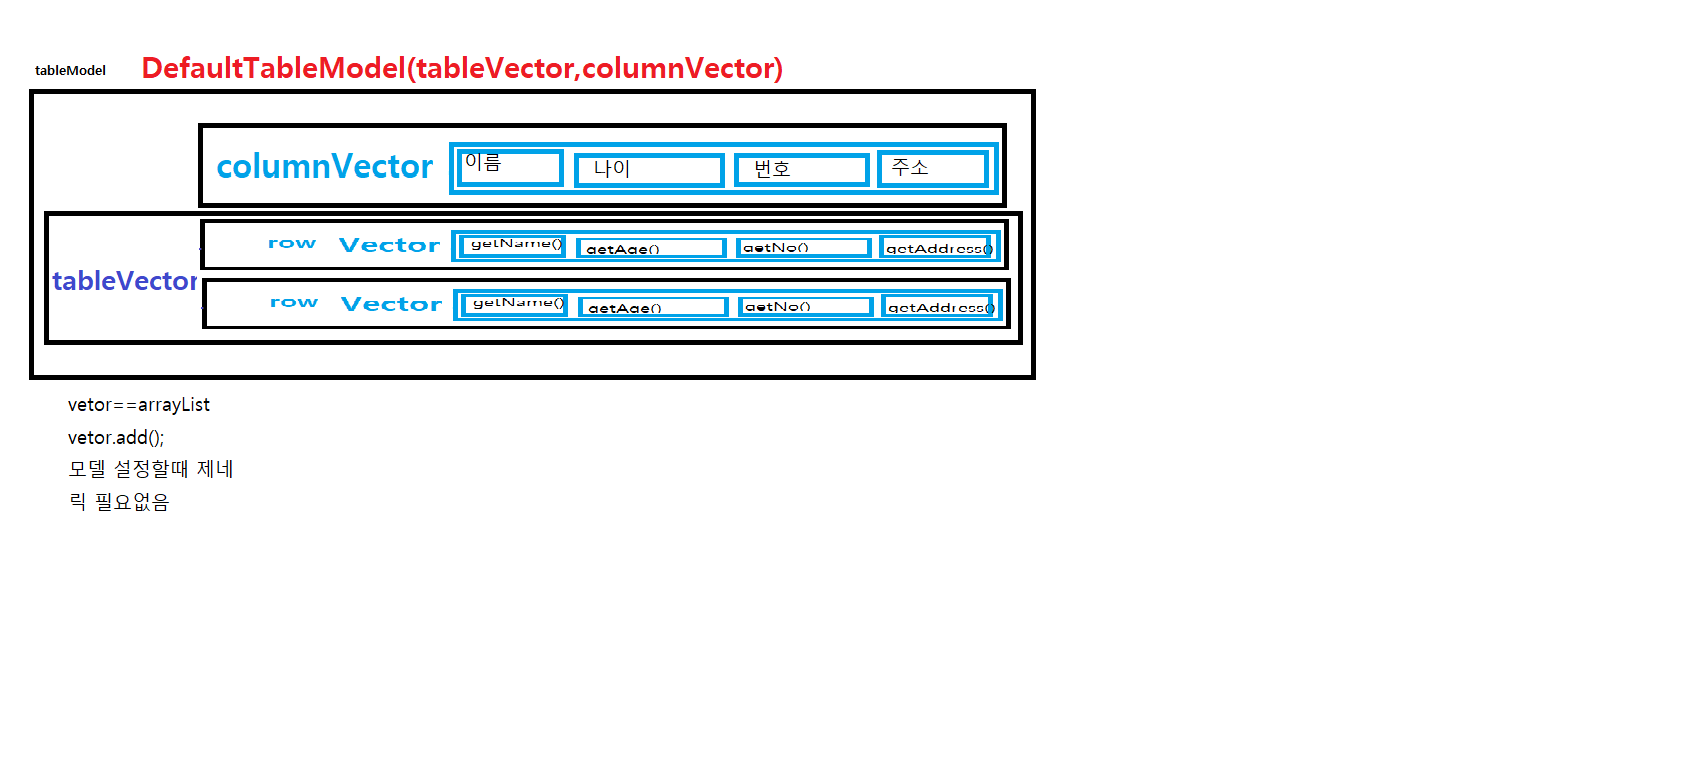 tableModel DefaultTableModel(tableVector,columnVector)
columnVector 이름 나이 번호 주소
row Vector getName() getAge() getNo() getAddress()
tableVector
row Vector getName() getAge() getNo() getAddress()
vetor==arrayList
vetor.add();
모델 설정할때 제네
릭 필요없음